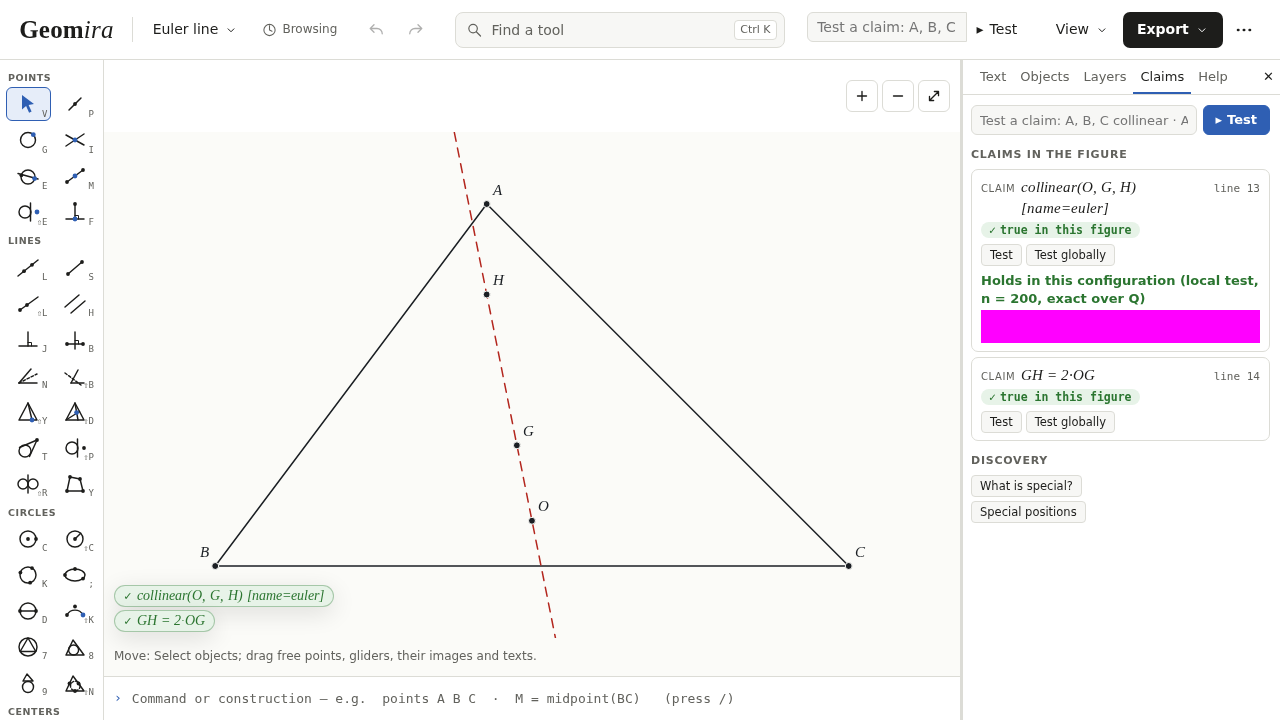 Geomira
Euler line
Browsing
Find a tool
Ctrl K
Test a claim: A, B, C
▸ Test
View
Export
POINTS
V
P
G
I
E
M
⇧E
F
LINES
L
S
⇧L
H
J
B
N
⇧B
⇧Y
⇧D
T
⇧P
⇧R
Y
CIRCLES
C
⇧C
K
;
D
⇧K
7
8
9
⇧N
CENTERS
A
H
G
O
B
C
✓ collinear(O, G, H) [name=euler]
✓ GH = 2·OG
Move: Select objects; drag free points, gliders, their images and texts.
› Command or construction — e.g. points A B C · M = midpoint(BC) (press /)
Text
Objects
Layers
Claims
Help
✕
Test a claim: A, B, C collinear · A
▸ Test
CLAIMS IN THE FIGURE
CLAIM collinear(O, G, H) line 13
[name=euler]
✓ true in this figure
Test
Test globally
Holds in this configuration (local test,
n = 200, exact over Q)
CLAIM GH = 2·OG line 14
✓ true in this figure
Test
Test globally
DISCOVERY
What is special?
Special positions